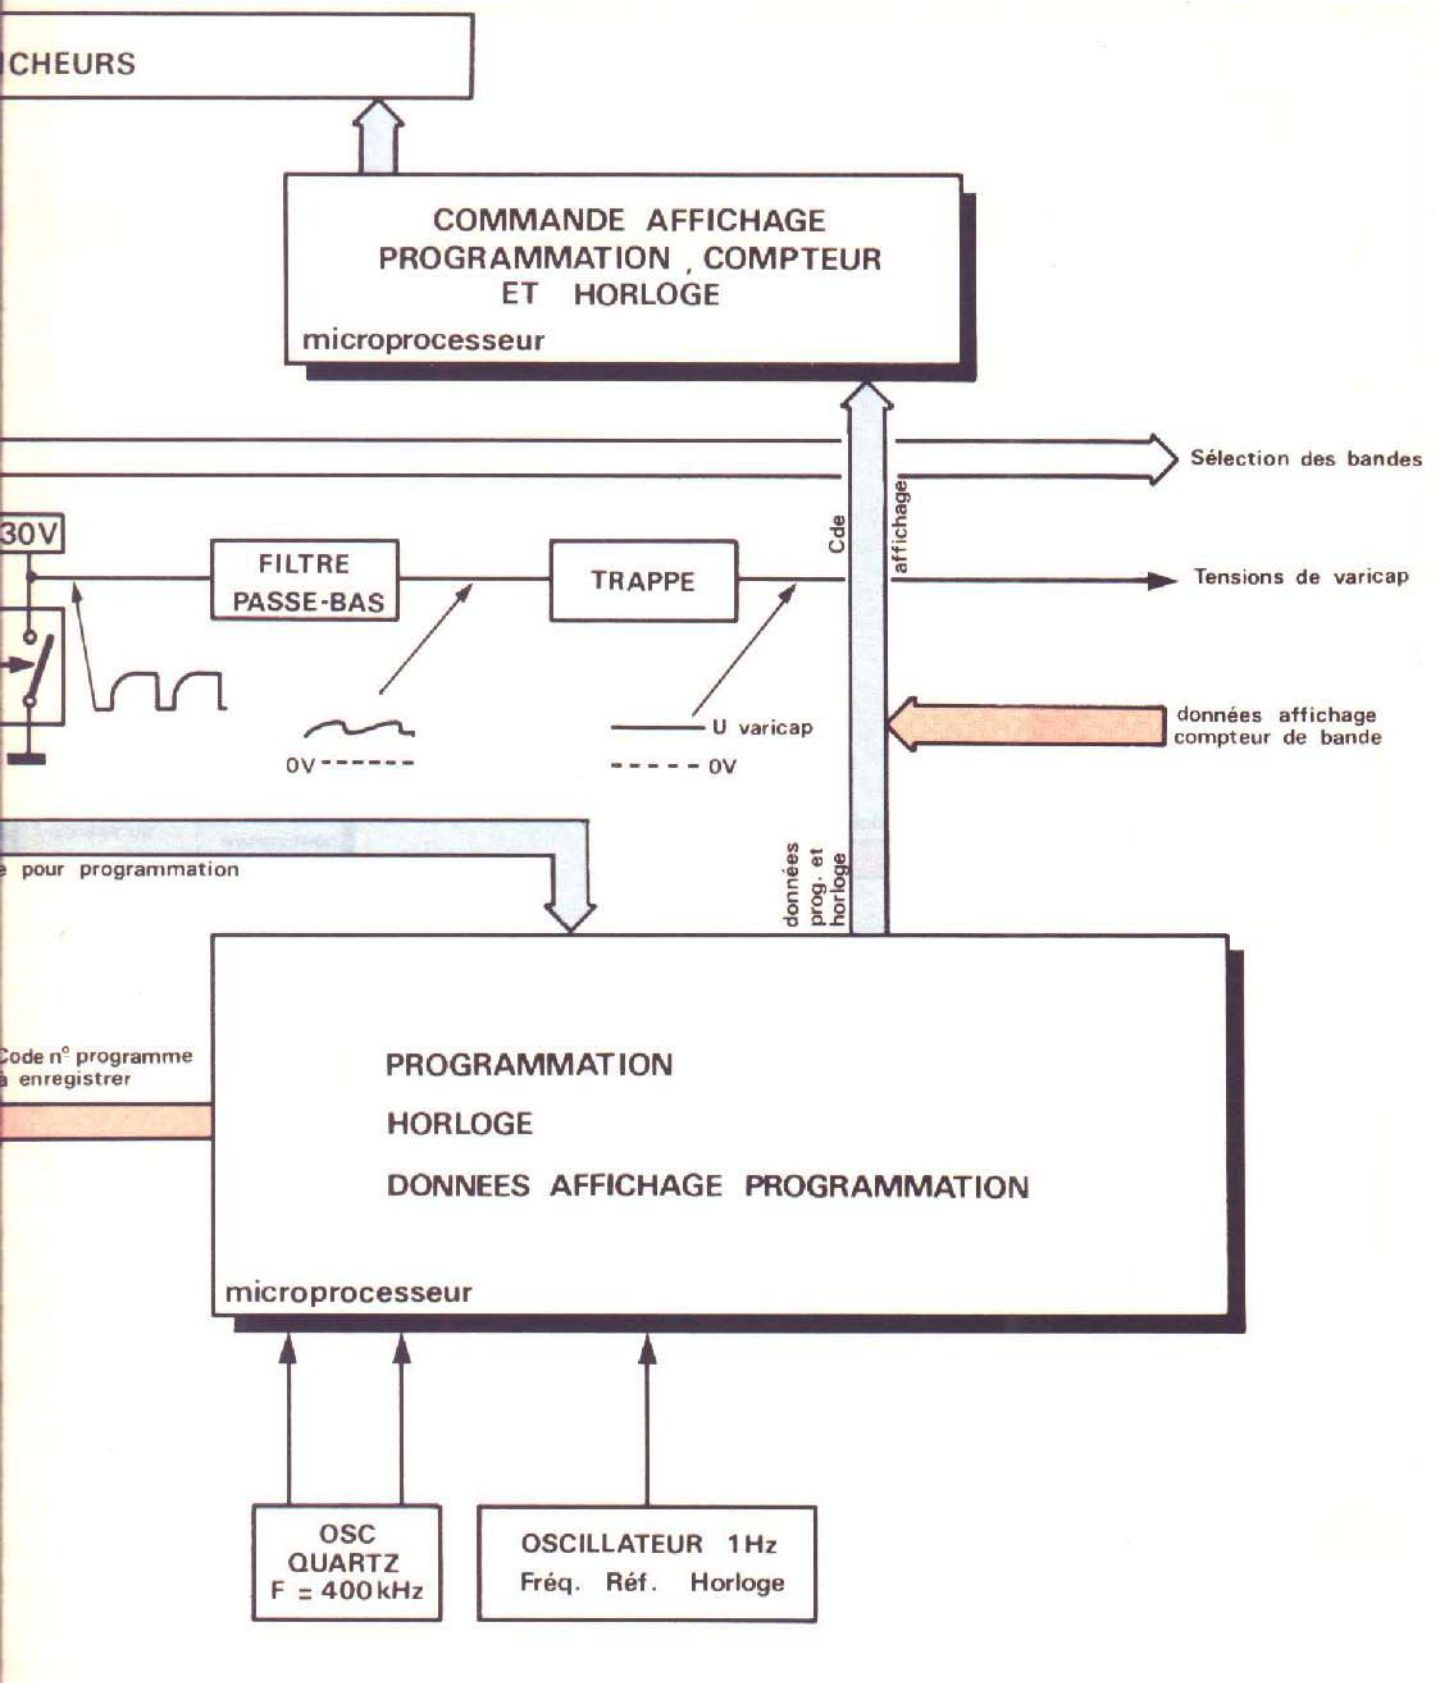 CHEURS
COMMANDE AFFICHAGE
PROGRAMMATION , COMPTEUR
ET HORLOGE
microprocesseur
Sélection des bandes
Cde
affichage
30V
FILTRE
PASSE-BAS
TRAPPE
Tensions de varicap
U varicap
0V
0V
données affichage
compteur de bande
pour programmation
données
prog. et
horloge
Code n° programme
à enregistrer
PROGRAMMATION
HORLOGE
DONNEES AFFICHAGE PROGRAMMATION
microprocesseur
OSC
QUARTZ
F = 400kHz
OSCILLATEUR 1Hz
Fréq. Réf. Horloge